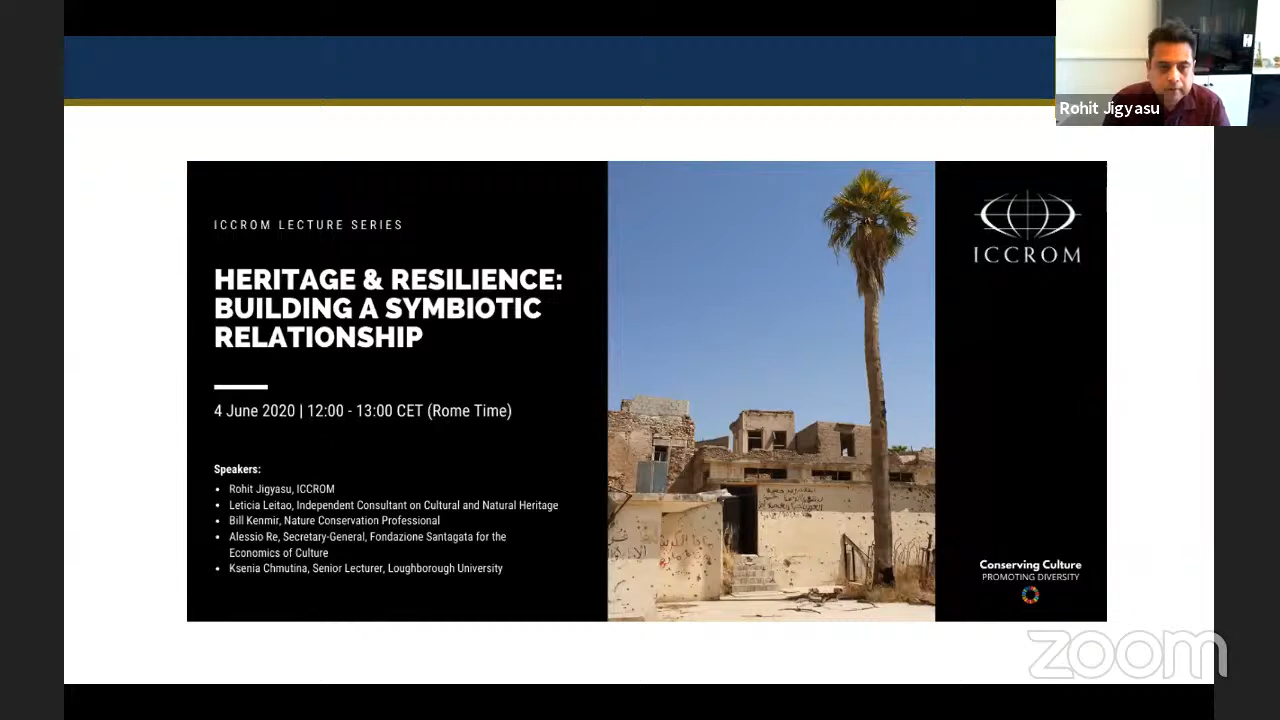 Rohit Jigyasu
ICCROM LECTURE SERIES
HERITAGE & RESILIENCE:
BUILDING A SYMBIOTIC
RELATIONSHIP
4 June 2020 | 12:00 - 13:00 CET (Rome Time)
Speakers:
• Rohit Jigyasu, ICCROM
• Leticia Leitao, Independent Consultant on Cultural and Natural Heritage
• Bill Kenmir, Nature Conservation Professional
• Alessio Re, Secretary-General, Fondazione Santagata for the
Economics of Culture
• Ksenia Chmutina, Senior Lecturer, Loughborough University
ICCROM
Conserving Culture
PROMOTING DIVERSITY
zoom